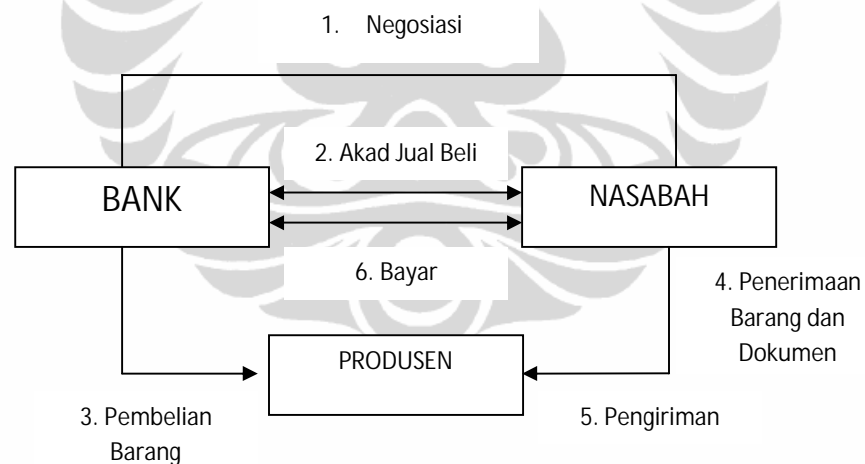 1. Negosiasi
2. Akad Jual Beli
BANK
NASABAH
6. Bayar
4. Penerimaan
Barang dan
Dokumen
PRODUSEN
3. Pembelian
Barang
5. Pengiriman